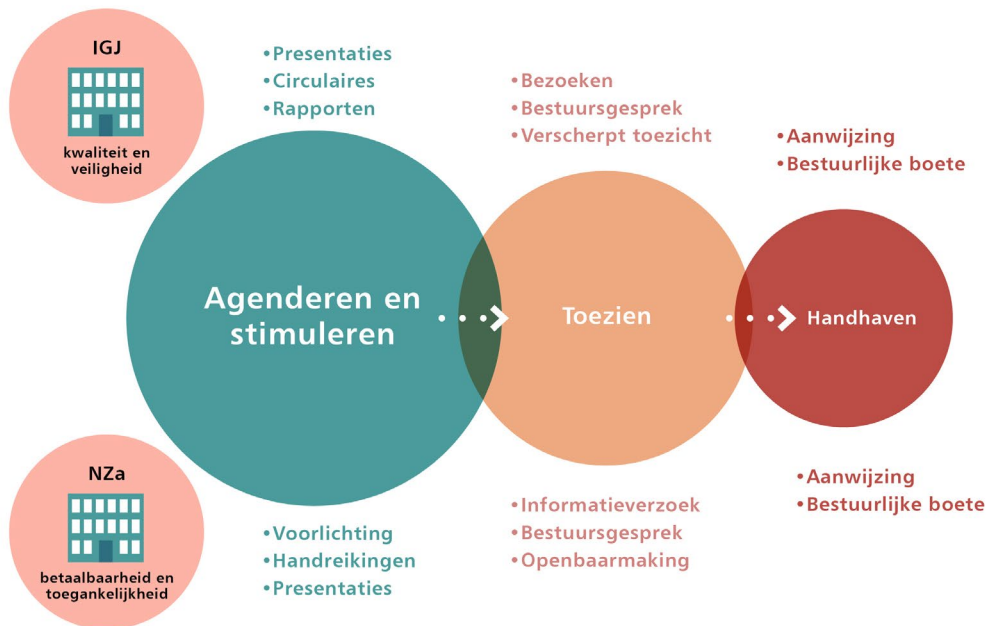 IGJ
kwaliteit en
veiligheid
•Presentaties
•Circulaires
•Rapporten
•Bezoeken
•Bestuursgesprek
•Verscherpt toezicht
•Aanwijzing
•Bestuurlijke boete
Agenderen en
stimuleren
Toezien
Handhaven
NZa
betaalbaarheid en
toegankelijkheid
•Voorlichting
•Handreikingen
•Presentaties
•Informatieverzoek
•Bestuursgesprek
•Openbaarmaking
•Aanwijzing
•Bestuurlijke boete